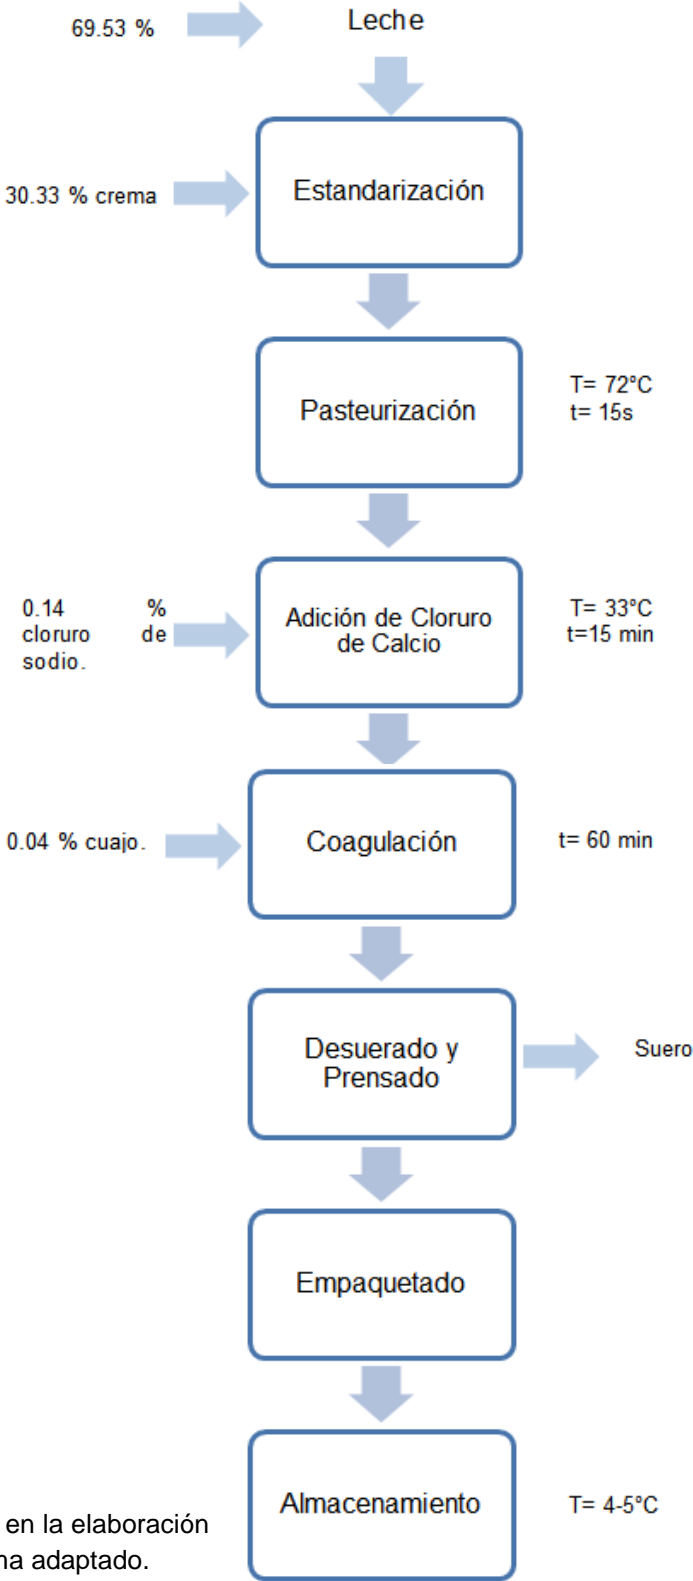 69.53 %
Leche
30.33 % crema
Estandarización
Pasteurización
T= 72°C
t= 15s
0.14 %
cloruro de
sodio.
Adición de Cloruro
de Calcio
T= 33°C
t=15 min
0.04 % cuajo.
Coagulación
t= 60 min
Desuerado y
Prensado
Suero
Empaquetado
Almacenamiento
T= 4-5°C
en la elaboración
adaptado.